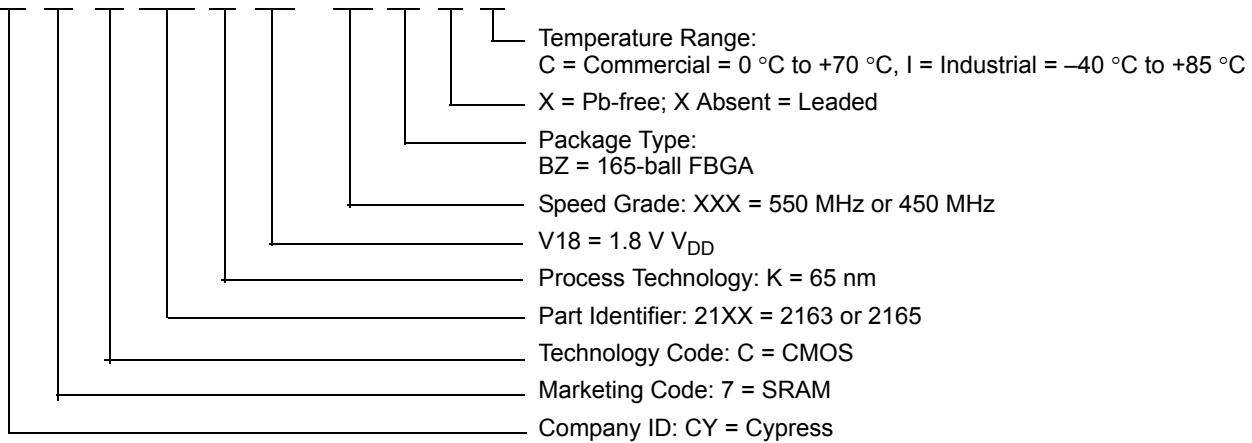 Temperature Range:
C = Commercial = 0 °C to +70 °C, I = Industrial = –40 °C to +85 °C
X = Pb-free; X Absent = Leaded
Package Type:
BZ = 165-ball FBGA
Speed Grade: XXX = 550 MHz or 450 MHz
V18 = 1.8 V VDD
Process Technology: K = 65 nm
Part Identifier: 21XX = 2163 or 2165
Technology Code: C = CMOS
Marketing Code: 7 = SRAM
Company ID: CY = Cypress